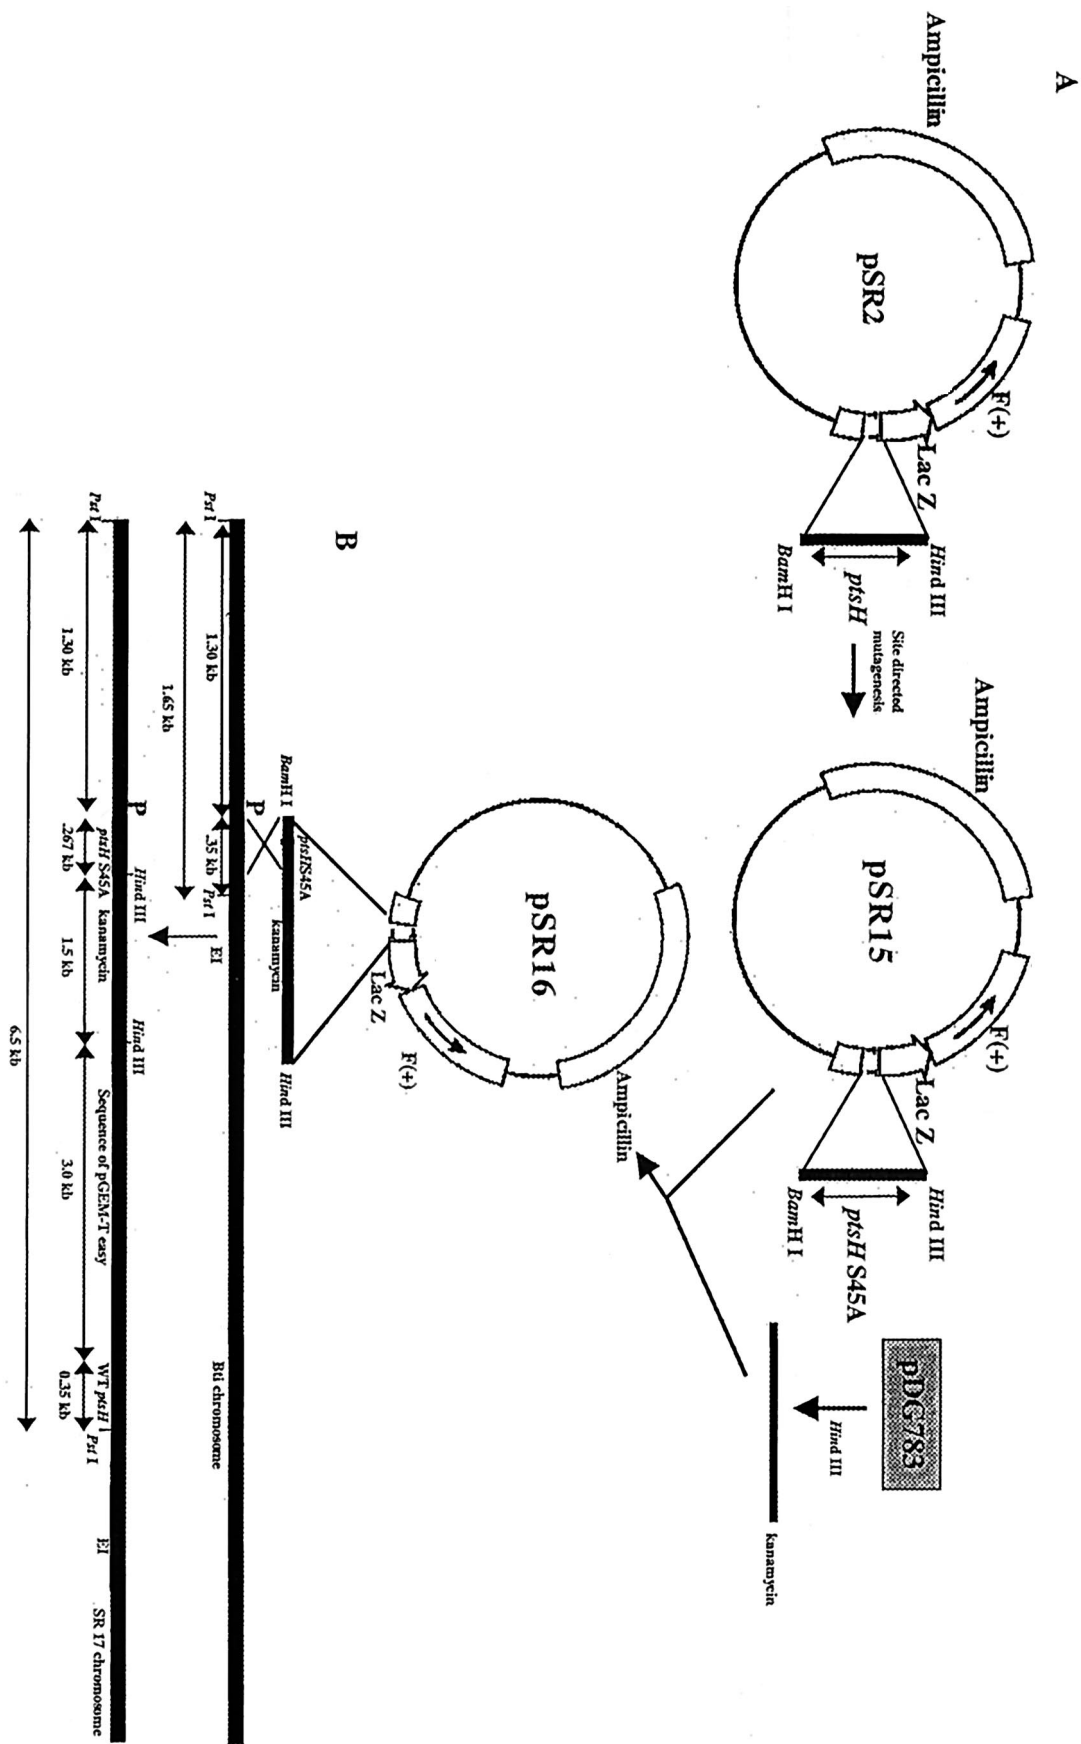 A
Ampicillin
pSR2
F(+)
Lac Z
Hind III
ptsH
BamH I
Site directed
mutagenesis
Ampicillin
pSR15
F(+)
Lac Z
Hind III
ptsH S45A
BamH I
pDG783
Hind III
kanamycin
pSR16
Ampicillin
F(+)
Lac Z
B
BamH I
ptsHS45A
kanamycin
Hind III
P
Pst I
1.30 kb
.35 kb
Pst I
1.65 kb
EI
Bti chromosome
P
Hind III
Hind III
Pst I
ptsH S45A
kanamycin
Sequence of pGEM-T easy
WT ptsH
Pst I
EI
SR 17 chromosome
1.30 kb
.267 kb
1.5 kb
3.0 kb
0.35 kb
6.5 kb